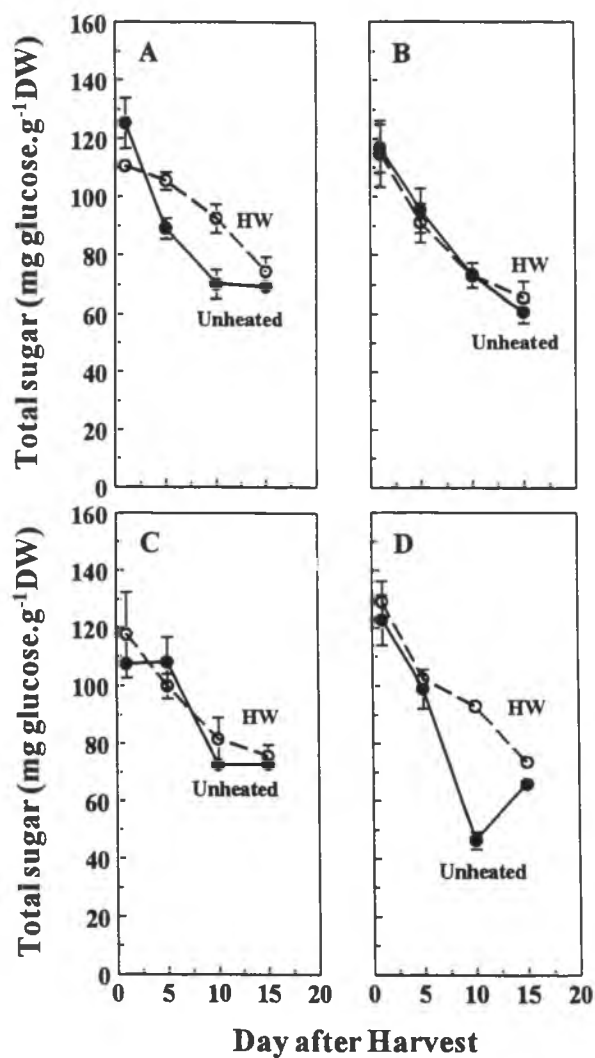 Total sugar (mg glucose.g⁻¹DW)
160
140
120
100
80
60
40
20
0
A
HW
Unheated
B
HW
Unheated
Total sugar (mg glucose.g⁻¹DW)
160
140
120
100
80
60
40
20
0
C
HW
Unheated
D
HW
Unheated
0 5 10 15 20
0 5 10 15 20
Day after Harvest